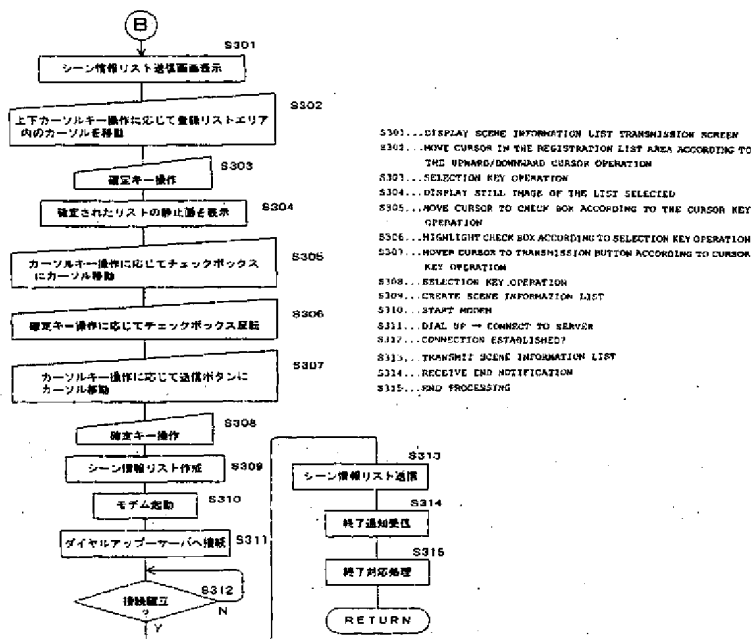 B
S301
シーン情報リスト送信画面表示
S302
上下カーソルキー操作に応じて登録リストエリア
内のカーソルを移動
S303
確定キー操作
S304
確定されたリストの静止画を表示
S305
カーソルキー操作に応じてチェックボックス
にカーソル移動
S306
確定キー操作に応じてチェックボックス反転
S307
カーソルキー操作に応じて送信ボタンに
カーソル移動
S308
確定キー操作
S309
シーン情報リスト作成
S310
モデム起動
S311
ダイヤルアップーサーバへ接続
S312
接続確立
?
N
Y
S313
シーン情報リスト送信
S314
終了通知受信
S315
終了対応処理
RETURN
S301...DISPLAY SCENE INFORMATION LIST TRANSMISSION SCREEN
S302...MOVE CURSOR IN THE REGISTRATION LIST AREA ACCORDING TO
THE UPWARD/DOWNWARD CURSOR OPERATION
S303...SELECTION KEY OPERATION
S304...DISPLAY STILL IMAGE OF THE LIST SELECTED
S305...MOVE CURSOR TO CHECK BOX ACCORDING TO THE CURSOR KEY
OPERATION
S306...HIGHLIGHT CHECK BOX ACCORDING TO SELECTION KEY OPERATION
S307...MOVER CURSOR TO TRANSMISSION BUTTON ACCORDING TO CURSOR
KEY OPERATION
S308...SELECTION KEY OPERATION
S309...CREATE SCENE INFORMATION LIST
S310...START MODEM
S311...DIAL UP → CONNECT TO SERVER
S312...CONNECTION ESTABLISHED?
S313...TRANSMIT SCENE INFORMATION LIST
S314...RECEIVE END NOTIFICATION
S315...END PROCESSING